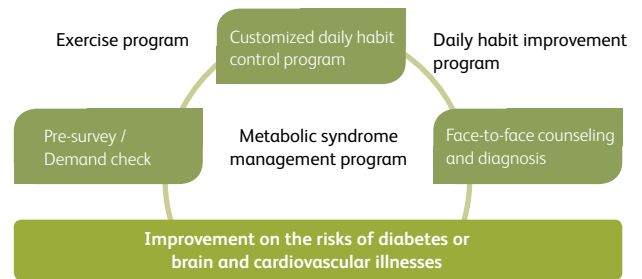 Exercise program
Customized daily habit
control program
Daily habit improvement
program
Pre-survey /
Demand check
Metabolic syndrome
management program
Face-to-face counseling
and diagnosis
Improvement on the risks of diabetes or
brain and cardiovascular illnesses